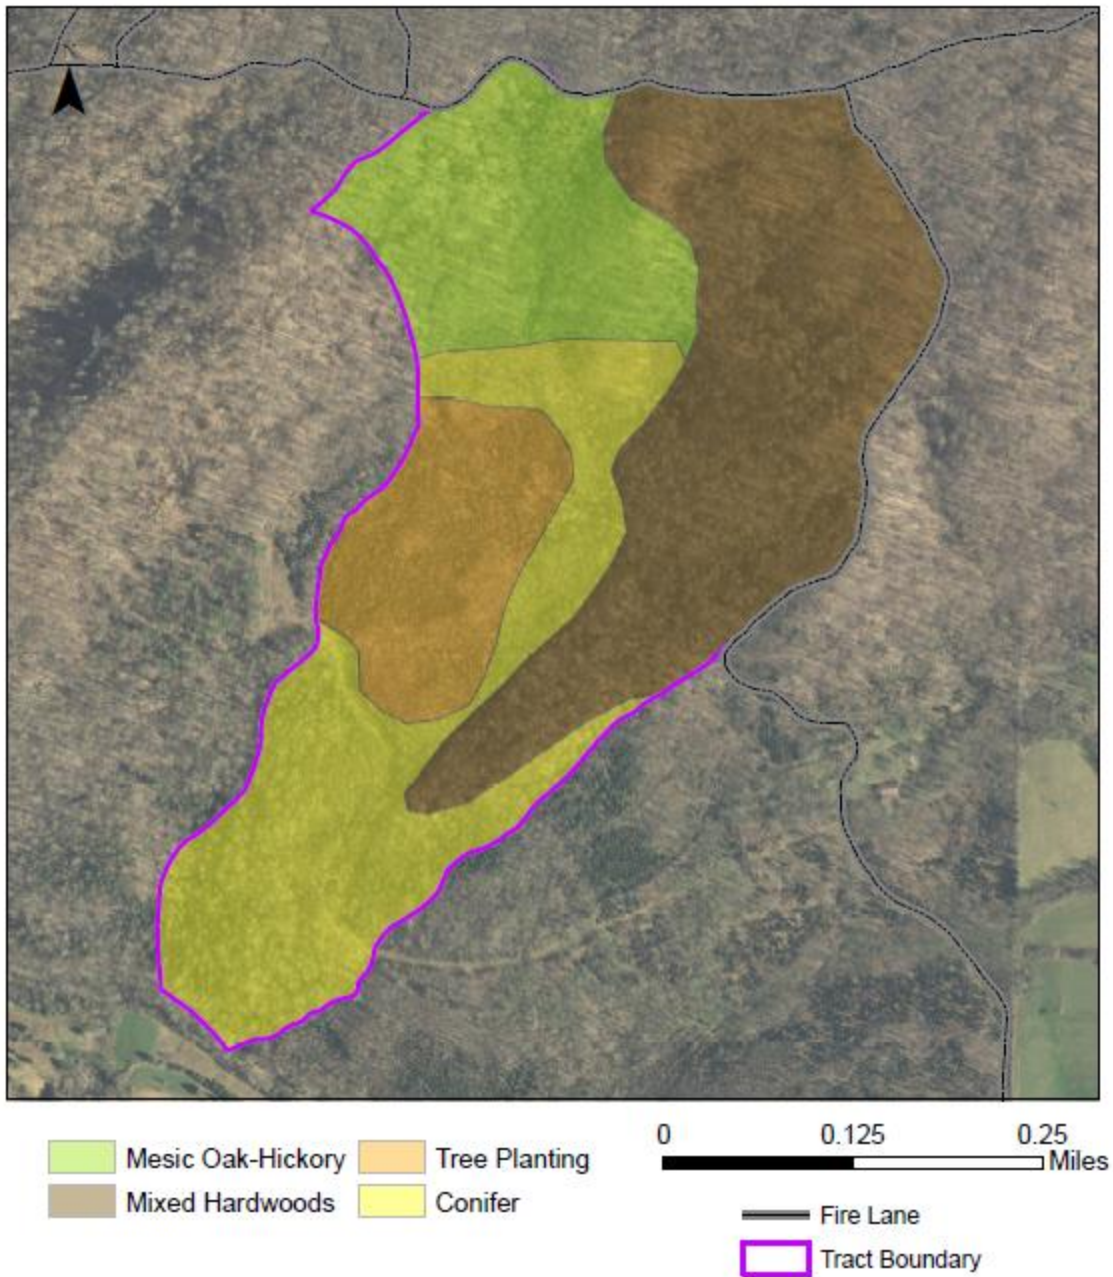 N
0 0.125 0.25
Miles
Mesic Oak-Hickory Tree Planting
Mixed Hardwoods Conifer
Fire Lane
Tract Boundary